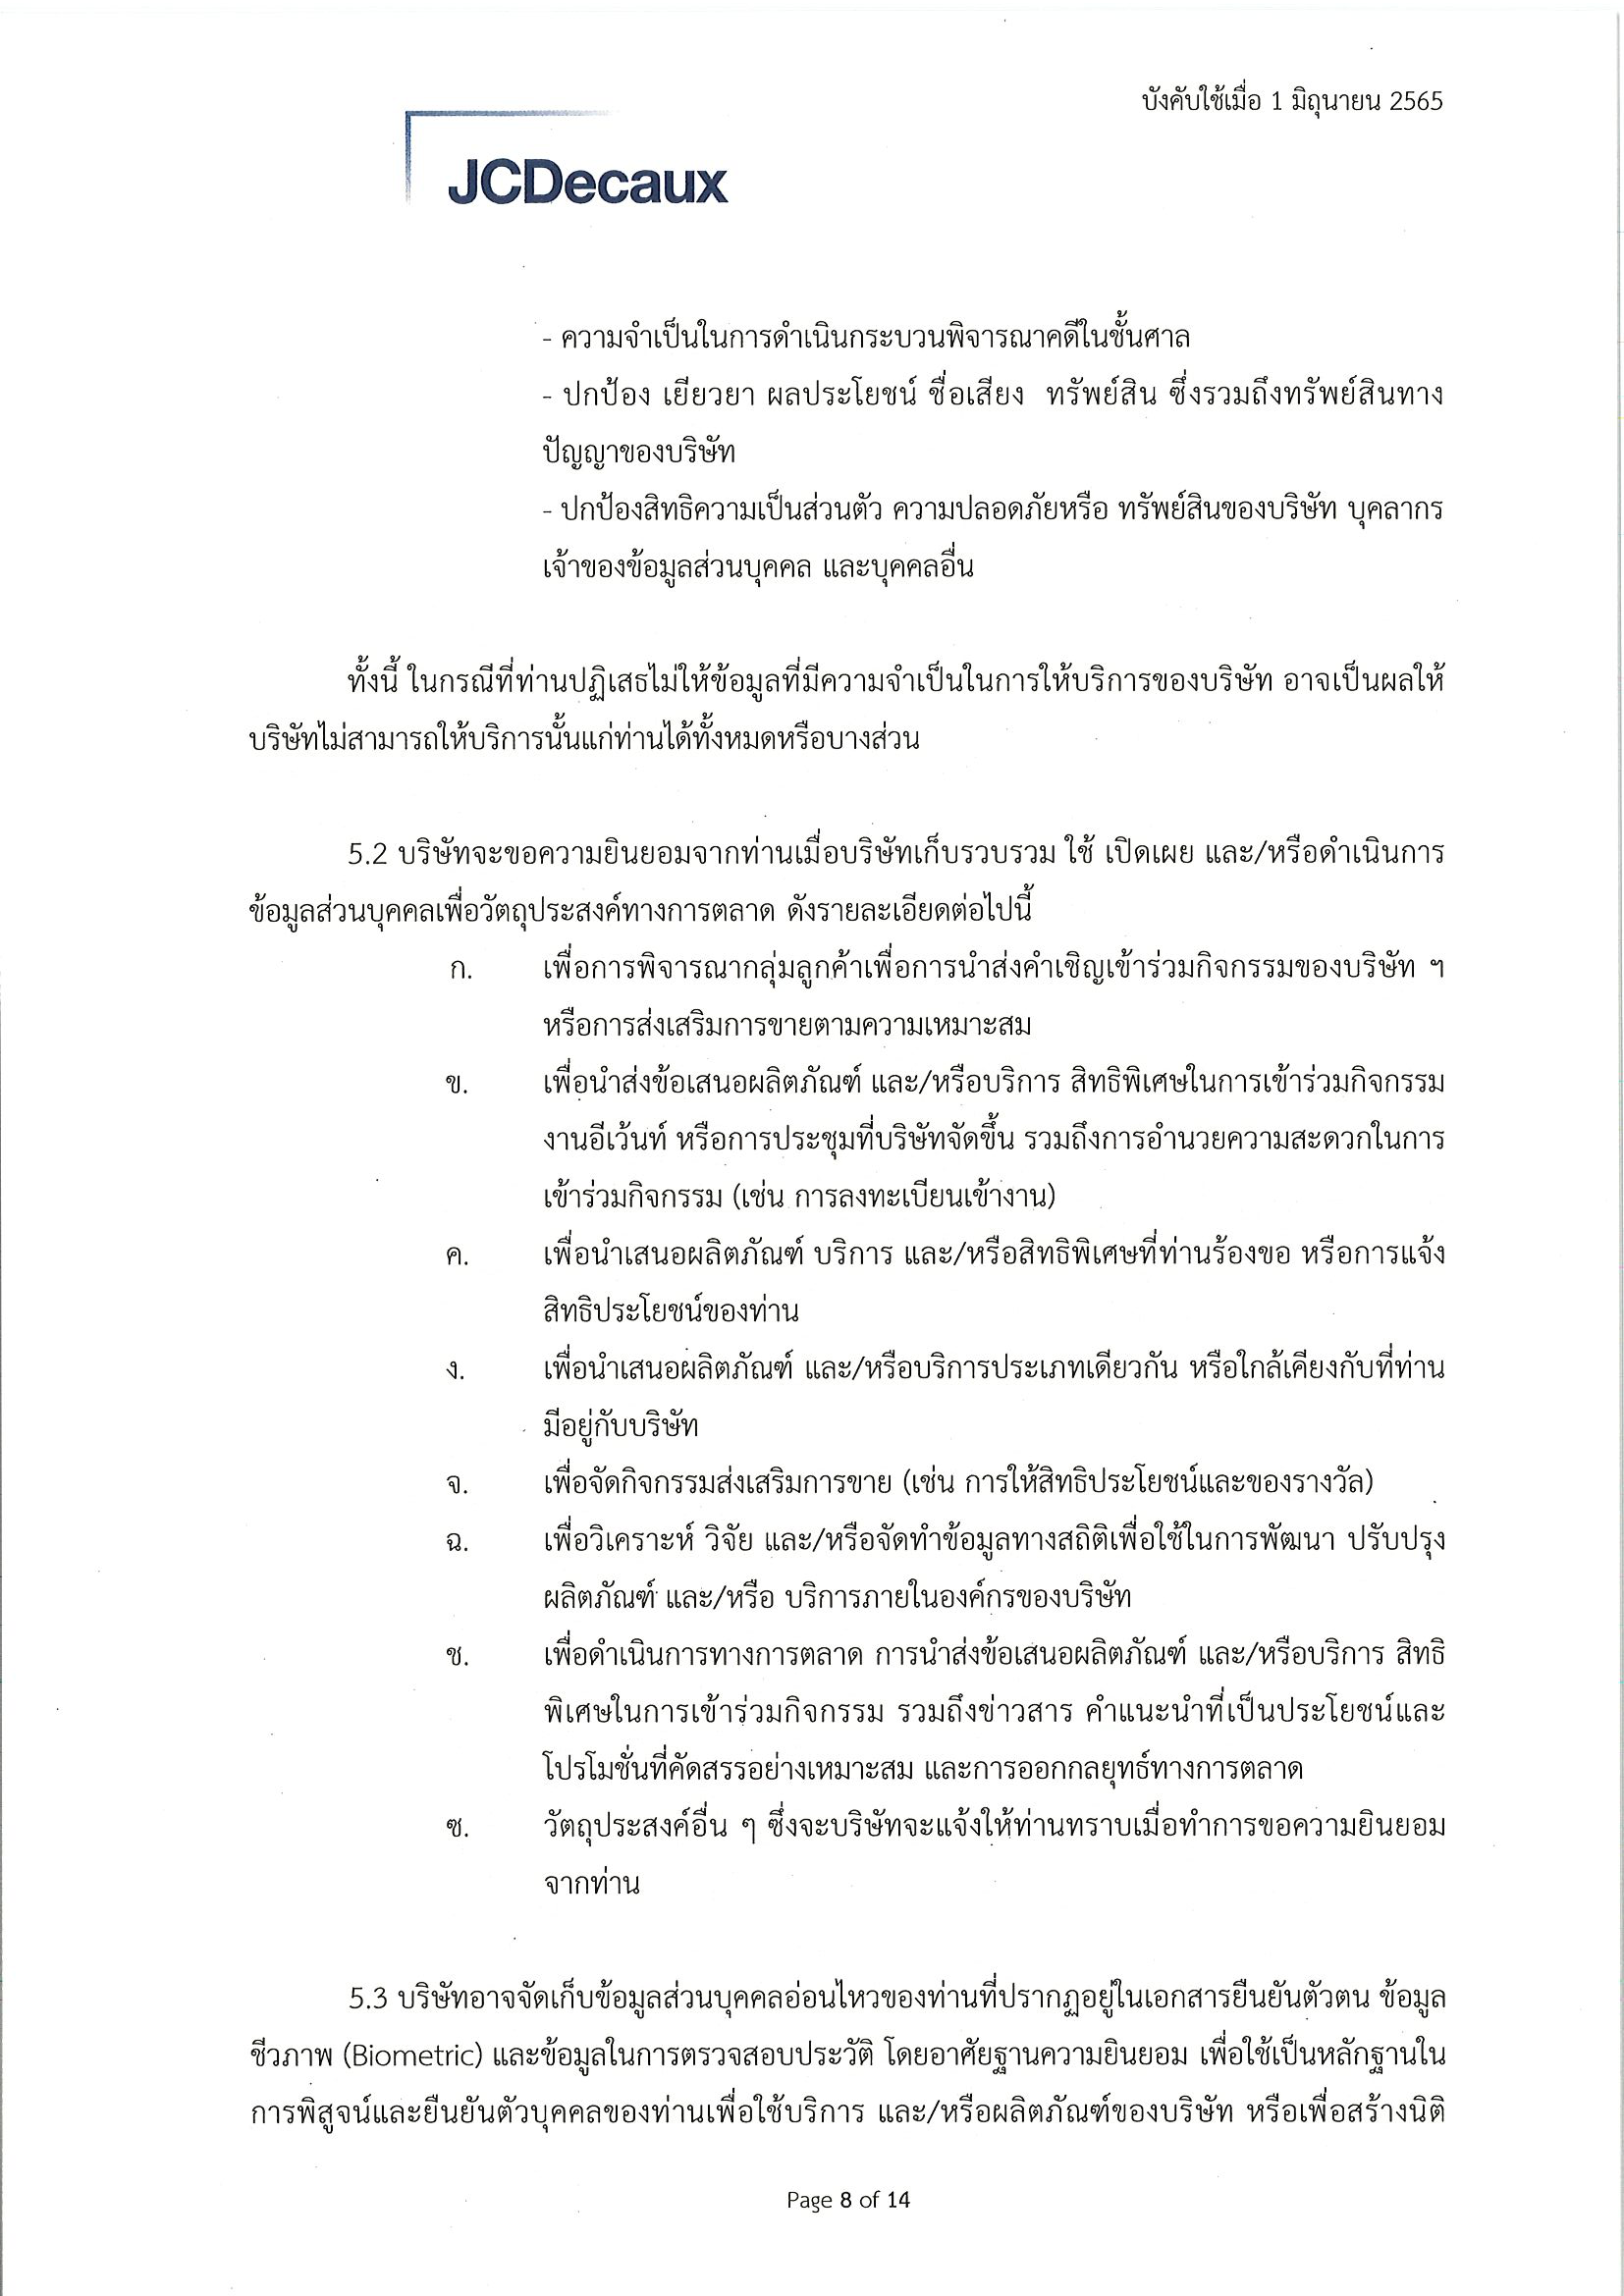 บังคับใช้เมื่อ 1 มิถุนายน 2565
JCDecaux
- ความจำเป็นในการดำเนินกระบวนพิจารณาคดีในชั้นศาล
- ปกป้อง เยียวยา ผลประโยชน์ ชื่อเสียง ทรัพย์สิน ซึ่งรวมถึงทรัพย์สินทาง
ปัญญาของบริษัท
- ปกป้องสิทธิความเป็นส่วนตัว ความปลอดภัยหรือ ทรัพย์สินของบริษัท บุคลากร
เจ้าของข้อมูลส่วนบุคคล และบุคคลอื่น
ทั้งนี้ ในกรณีที่ท่านปฏิเสธไม่ให้ข้อมูลที่มีความจำเป็นในการให้บริการของบริษัท อาจเป็นผลให้
บริษัทไม่สามารถให้บริการนั้นแก่ท่านได้ทั้งหมดหรือบางส่วน
5.2 บริษัทจะขอความยินยอมจากท่านเมื่อบริษัทเก็บรวบรวม ใช้ เปิดเผย และ/หรือดำเนินการ
ข้อมูลส่วนบุคคลเพื่อวัตถุประสงค์ทางการตลาด ดังรายละเอียดต่อไปนี้
ก. เพื่อการพิจารณากลุ่มลูกค้าเพื่อการนำส่งคำเชิญเข้าร่วมกิจกรรมของบริษัท ฯ
หรือการส่งเสริมการขายตามความเหมาะสม
ข. เพื่อนำส่งข้อเสนอผลิตภัณฑ์ และ/หรือบริการ สิทธิพิเศษในการเข้าร่วมกิจกรรม
งานอีเว้นท์ หรือการประชุมที่บริษัทจัดขึ้น รวมถึงการอำนวยความสะดวกในการ
เข้าร่วมกิจกรรม (เช่น การลงทะเบียนเข้างาน)
ค. เพื่อนำเสนอผลิตภัณฑ์ บริการ และ/หรือสิทธิพิเศษที่ท่านร้องขอ หรือการแจ้ง
สิทธิประโยชน์ของท่าน
ง. เพื่อนำเสนอผลิตภัณฑ์ และ/หรือบริการประเภทเดียวกัน หรือใกล้เคียงกับที่ท่าน
มีอยู่กับบริษัท
จ. เพื่อจัดกิจกรรมส่งเสริมการขาย (เช่น การให้สิทธิประโยชน์และของรางวัล)
ฉ. เพื่อวิเคราะห์ วิจัย และ/หรือจัดทำข้อมูลทางสถิติเพื่อใช้ในการพัฒนา ปรับปรุง
ผลิตภัณฑ์ และ/หรือ บริการภายในองค์กรของบริษัท
ช. เพื่อดำเนินการทางการตลาด การนำส่งข้อเสนอผลิตภัณฑ์ และ/หรือบริการ สิทธิ
พิเศษในการเข้าร่วมกิจกรรม รวมถึงข่าวสาร คำแนะนำที่เป็นประโยชน์และ
โปรโมชั่นที่คัดสรรอย่างเหมาะสม และการออกกลยุทธ์ทางการตลาด
ซ. วัตถุประสงค์อื่น ๆ ซึ่งจะบริษัทจะแจ้งให้ท่านทราบเมื่อทำการขอความยินยอม
จากท่าน
5.3 บริษัทอาจจัดเก็บข้อมูลส่วนบุคคลอ่อนไหวของท่านที่ปรากฏอยู่ในเอกสารยืนยันตัวตน ข้อมูล
ชีวภาพ (Biometric) และข้อมูลในการตรวจสอบประวัติ โดยอาศัยฐานความยินยอม เพื่อใช้เป็นหลักฐานใน
การพิสูจน์และยืนยันตัวบุคคลของท่านเพื่อใช้บริการ และ/หรือผลิตภัณฑ์ของบริษัท หรือเพื่อสร้างนิติ
Page 8 of 14